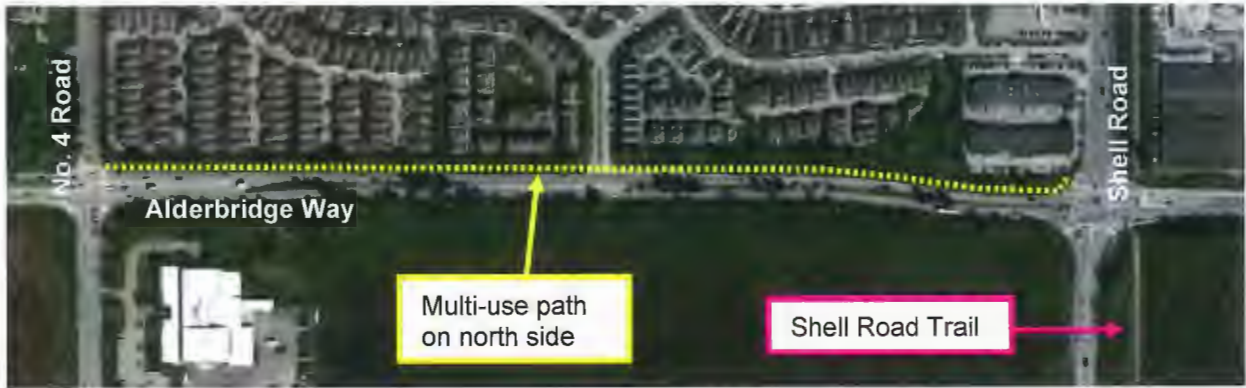 No. 4 Road
Alderbridge Way
Multi-use path
on north side
Shell Road Trail
Shell Road